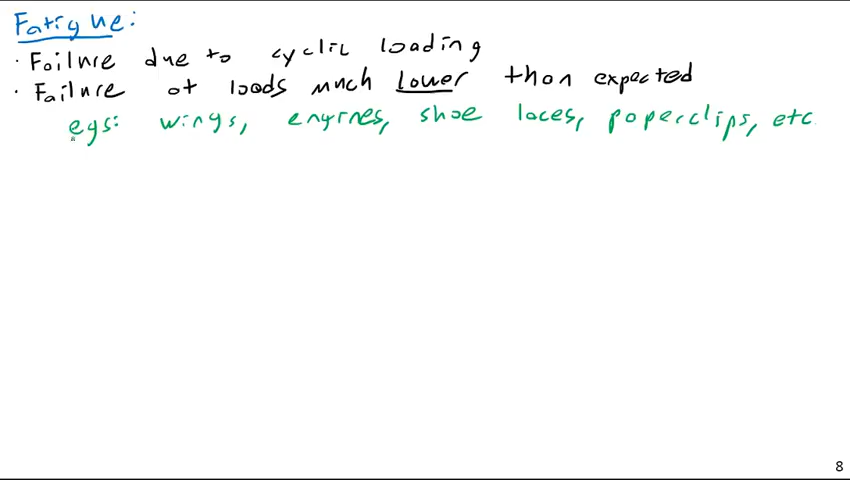 Fatigue:
· Failure due to cyclic loading
· Failure at loads much lower than expected
egs: wings, engines, shoe laces, paperclips, etc
8